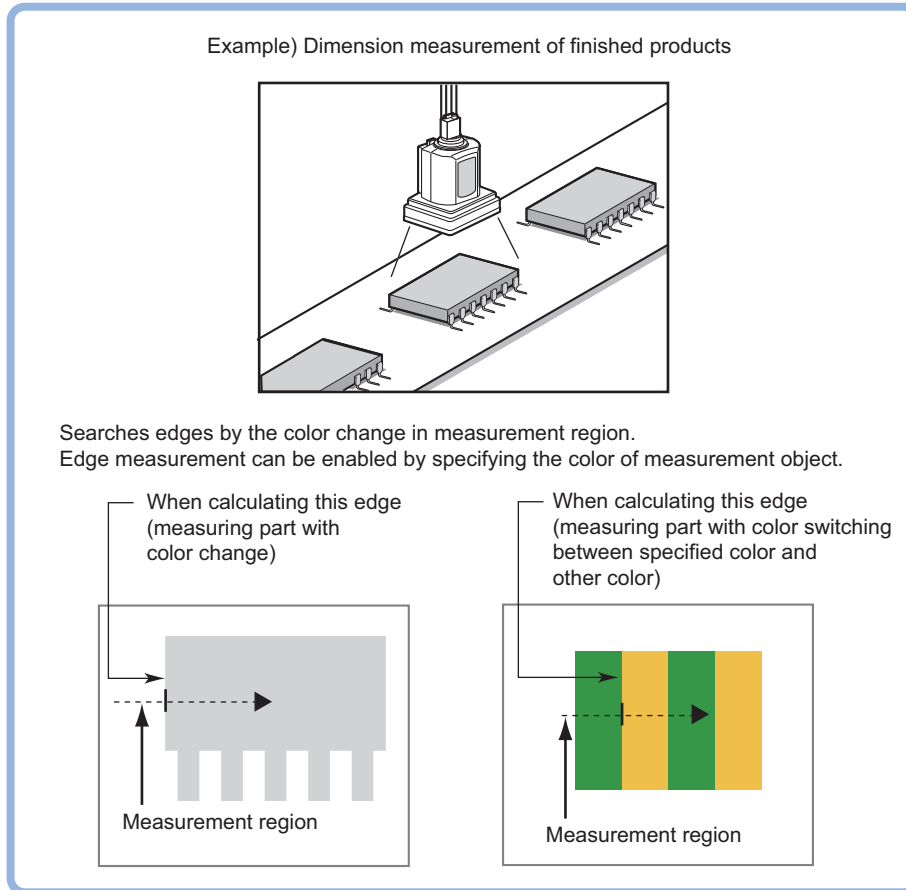 Example) Dimension measurement of finished products
Searches edges by the color change in measurement region.
Edge measurement can be enabled by specifying the color of measurement object.
When calculating this edge
(measuring part with
color change)
Measurement region
When calculating this edge
(measuring part with color switching
between specified color and
other color)
Measurement region